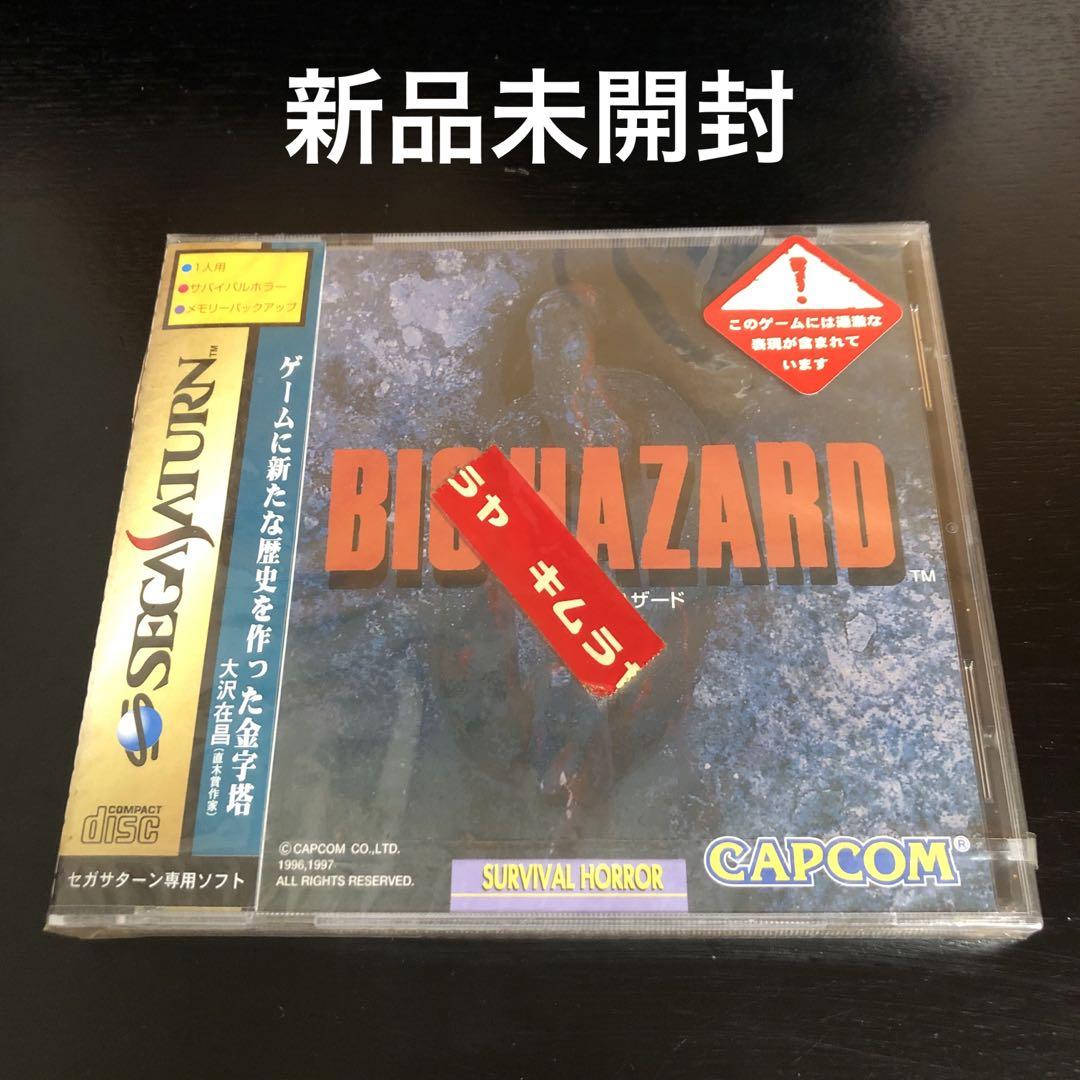 新品未開封
●1人用
●サバイバルホラー
●メモリーバックアップ
SEGA SATURN™
ゲームに新たな歴史を作った金字塔
大沢在昌(直木賞作家)
COMPACT
disc
セガサターン専用ソフト
!
このゲームには過激な
表現が含まれて
います
BIOHAZARD™
ザード
ラヤ キムラヤ
©CAPCOM CO.,LTD.
1996,1997
ALL RIGHTS RESERVED.
SURVIVAL HORROR
CAPCOM®